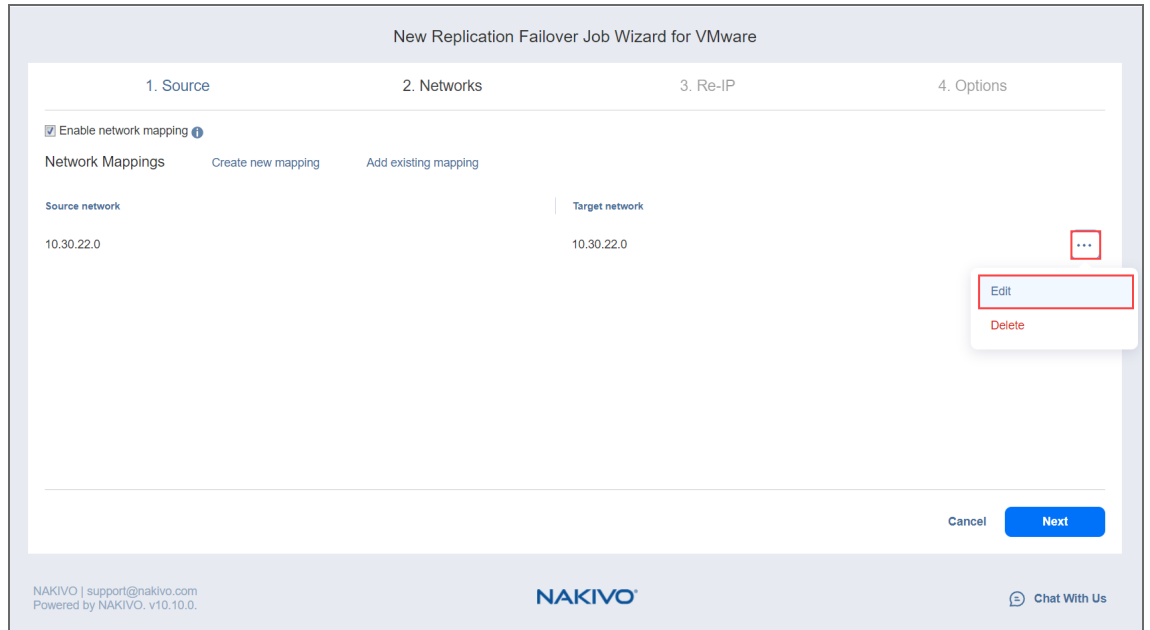 New Replication Failover Job Wizard for VMware
1. Source 2. Networks 3. Re-IP 4. Options
Enable network mapping
Network Mappings Create new mapping Add existing mapping
Source network Target network
10.30.22.0 10.30.22.0 ...
Edit
Delete
Cancel Next
NAKIVO | support@nakivo.com
Powered by NAKIVO. v10.10.0.
NAKIVO®
Chat With Us